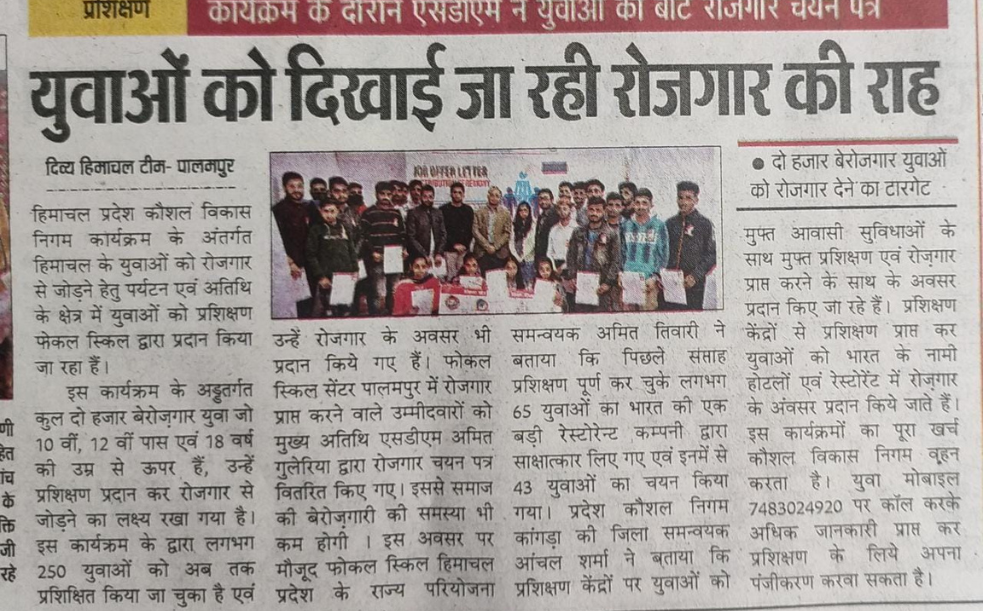 प्रशिक्षण
कार्यक्रम के दौरान एसडीएम ने युवाओं को बांटे रोजगार चयन पत्र
युवाओं को दिखाई जा रही रोजगार की राह
दिव्य हिमाचल टीम- पालमपुर
हिमाचल प्रदेश कौशल विकास
निगम कार्यक्रम के अंतर्गत
हिमाचल के युवाओं को रोजगार
से जोड़ने हेतु पर्यटन एवं अतिथि
के क्षेत्र में युवाओं को प्रशिक्षण
फोकल स्किल द्वारा प्रदान किया
जा रहा हैं।
इस कार्यक्रम के अड्डतर्गत
कुल दो हजार बेरोज़गार युवा जो
10 वीं, 12 वीं पास एवं 18 वर्ष
की उम्र से ऊपर हैं, उन्हें
प्रशिक्षण प्रदान कर रोजगार से
जोड़ने का लक्ष्य रखा गया है।
इस कार्यक्रम के द्वारा लगभग
250 युवाओं को अब तक
प्रशिक्षित किया जा चुका है एवं
JOB OFFER LETTER
उन्हें रोजगार के अवसर भी
प्रदान किये गए हैं। फोकल
स्किल सेंटर पालमपुर में रोजगार
प्राप्त करने वाले उम्मीदवारों को
मुख्य अतिथि एसडीएम अमित
गुलेरिया द्वारा रोजगार चयन पत्र
वितरित किए गए। इससे समाज
की बेरोज़गारी की समस्या भी
कम होगी । इस अवसर पर
मौजूद फोकल स्किल हिमाचल
प्रदेश के राज्य परियोजना
समन्वयक अमित तिवारी ने
बताया कि पिछले सप्ताह
प्रशिक्षण पूर्ण कर चुके लगभग
65 युवाओं का भारत की एक
बड़ी रेस्टोरेन्ट कम्पनी द्वारा
साक्षात्कार लिए गए एवं इनमें से
43 युवाओं का चयन किया
गया। प्रदेश कौशल निगम
कांगड़ा की जिला समन्वयक
आंचल शर्मा ने बताया कि
प्रशिक्षण केंद्रों पर युवाओं को
● दो हजार बेरोजगार युवाओं
को रोजगार देने का टारगेट
मुफ्त आवासी सुविधाओं के
साथ मुफ्त प्रशिक्षण एवं रोज़गार
प्राप्त करने के साथ के अवसर
प्रदान किए जा रहे हैं। प्रशिक्षण
केंद्रों से प्रशिक्षण प्राप्त कर
युवाओं को भारत के नामी
होटलों एवं रेस्टोरेंट में रोज़गार
के अवसर प्रदान किये जाते हैं।
इस कार्यक्रमों का पूरा खर्च
कौशल विकास निगम वहन
करता है। युवा मोबाइल
7483024920 पर कॉल करके
अधिक जानकारी प्राप्त कर
प्रशिक्षण के लिये अपना
पंजीकरण करवा सकता है।